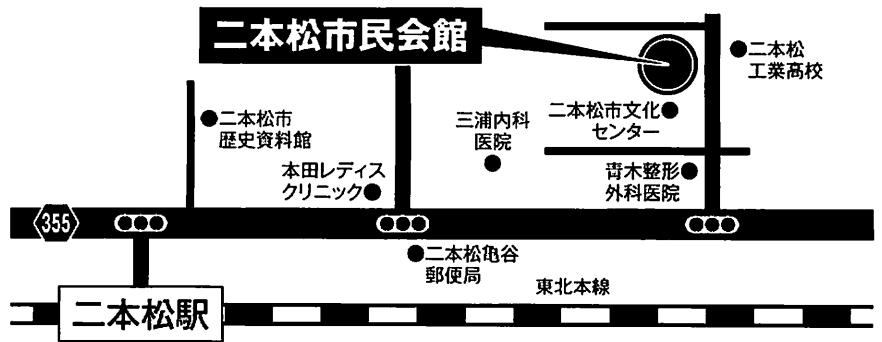 二本松市民会館
二本松
工業高校
二本松市
歴史資料館
三浦内科
医院
二本松市文化
センター
本田レディス
クリニック
青木整形
外科医院
355
二本松亀谷
郵便局
東北本線
二本松駅